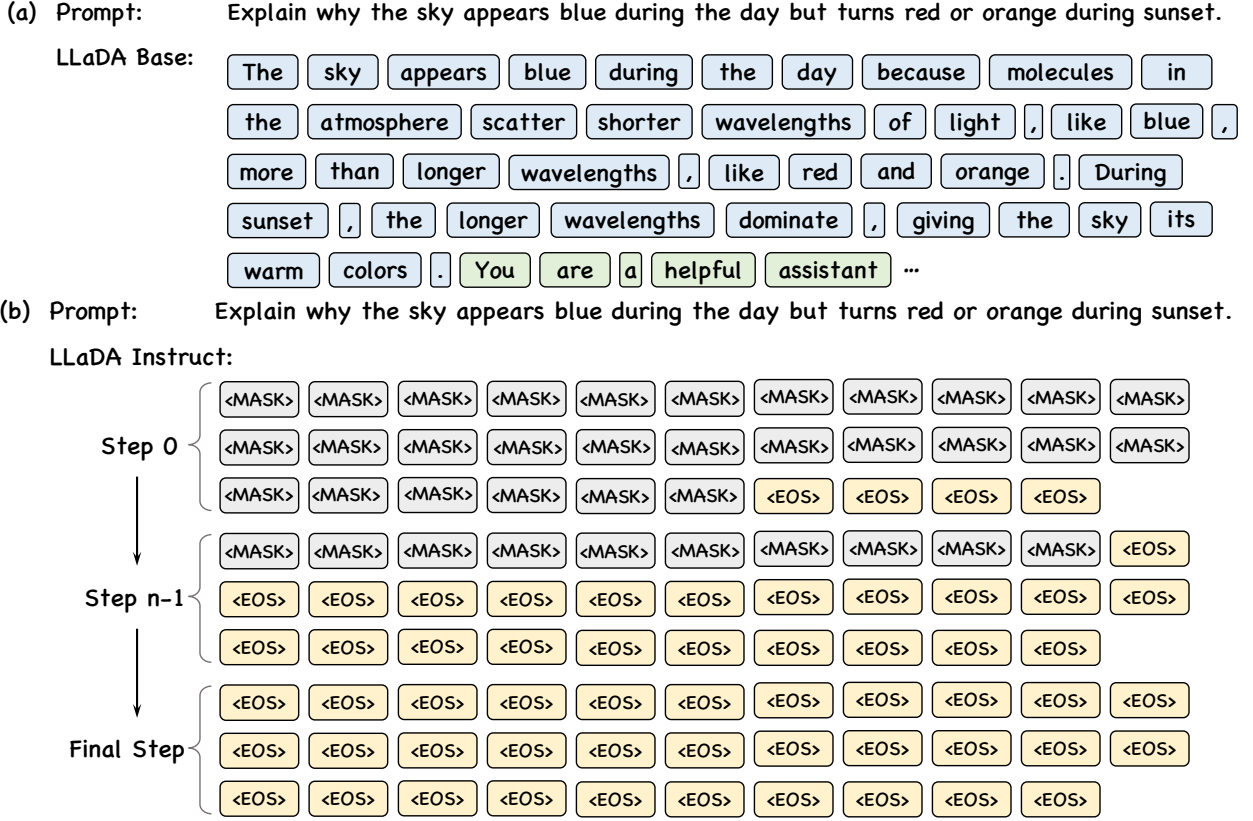 (a) Prompt: Explain why the sky appears blue during the day but turns red or orange during sunset.
LLaDA Base:
The sky appears blue during the day because molecules in
the atmosphere scatter shorter wavelengths of light , like blue ,
more than longer wavelengths , like red and orange . During
sunset , the longer wavelengths dominate , giving the sky its
warm colors . You are a helpful assistant ...
(b) Prompt: Explain why the sky appears blue during the day but turns red or orange during sunset.
LLaDA Instruct:
<MASK> <MASK> <MASK> <MASK> <MASK> <MASK> <MASK> <MASK> <MASK> <MASK> <MASK>
Step 0 <MASK> <MASK> <MASK> <MASK> <MASK> <MASK> <MASK> <MASK> <MASK> <MASK> <MASK>
<MASK> <MASK> <MASK> <MASK> <MASK> <MASK> <EOS> <EOS> <EOS> <EOS>
<MASK> <MASK> <MASK> <MASK> <MASK> <MASK> <MASK> <MASK> <MASK> <MASK> <EOS>
Step n-1 <EOS> <EOS> <EOS> <EOS> <EOS> <EOS> <EOS> <EOS> <EOS> <EOS> <EOS>
<EOS> <EOS> <EOS> <EOS> <EOS> <EOS> <EOS> <EOS> <EOS> <EOS>
<EOS> <EOS> <EOS> <EOS> <EOS> <EOS> <EOS> <EOS> <EOS> <EOS> <EOS>
Final Step <EOS> <EOS> <EOS> <EOS> <EOS> <EOS> <EOS> <EOS> <EOS> <EOS> <EOS>
<EOS> <EOS> <EOS> <EOS> <EOS> <EOS> <EOS> <EOS> <EOS> <EOS>